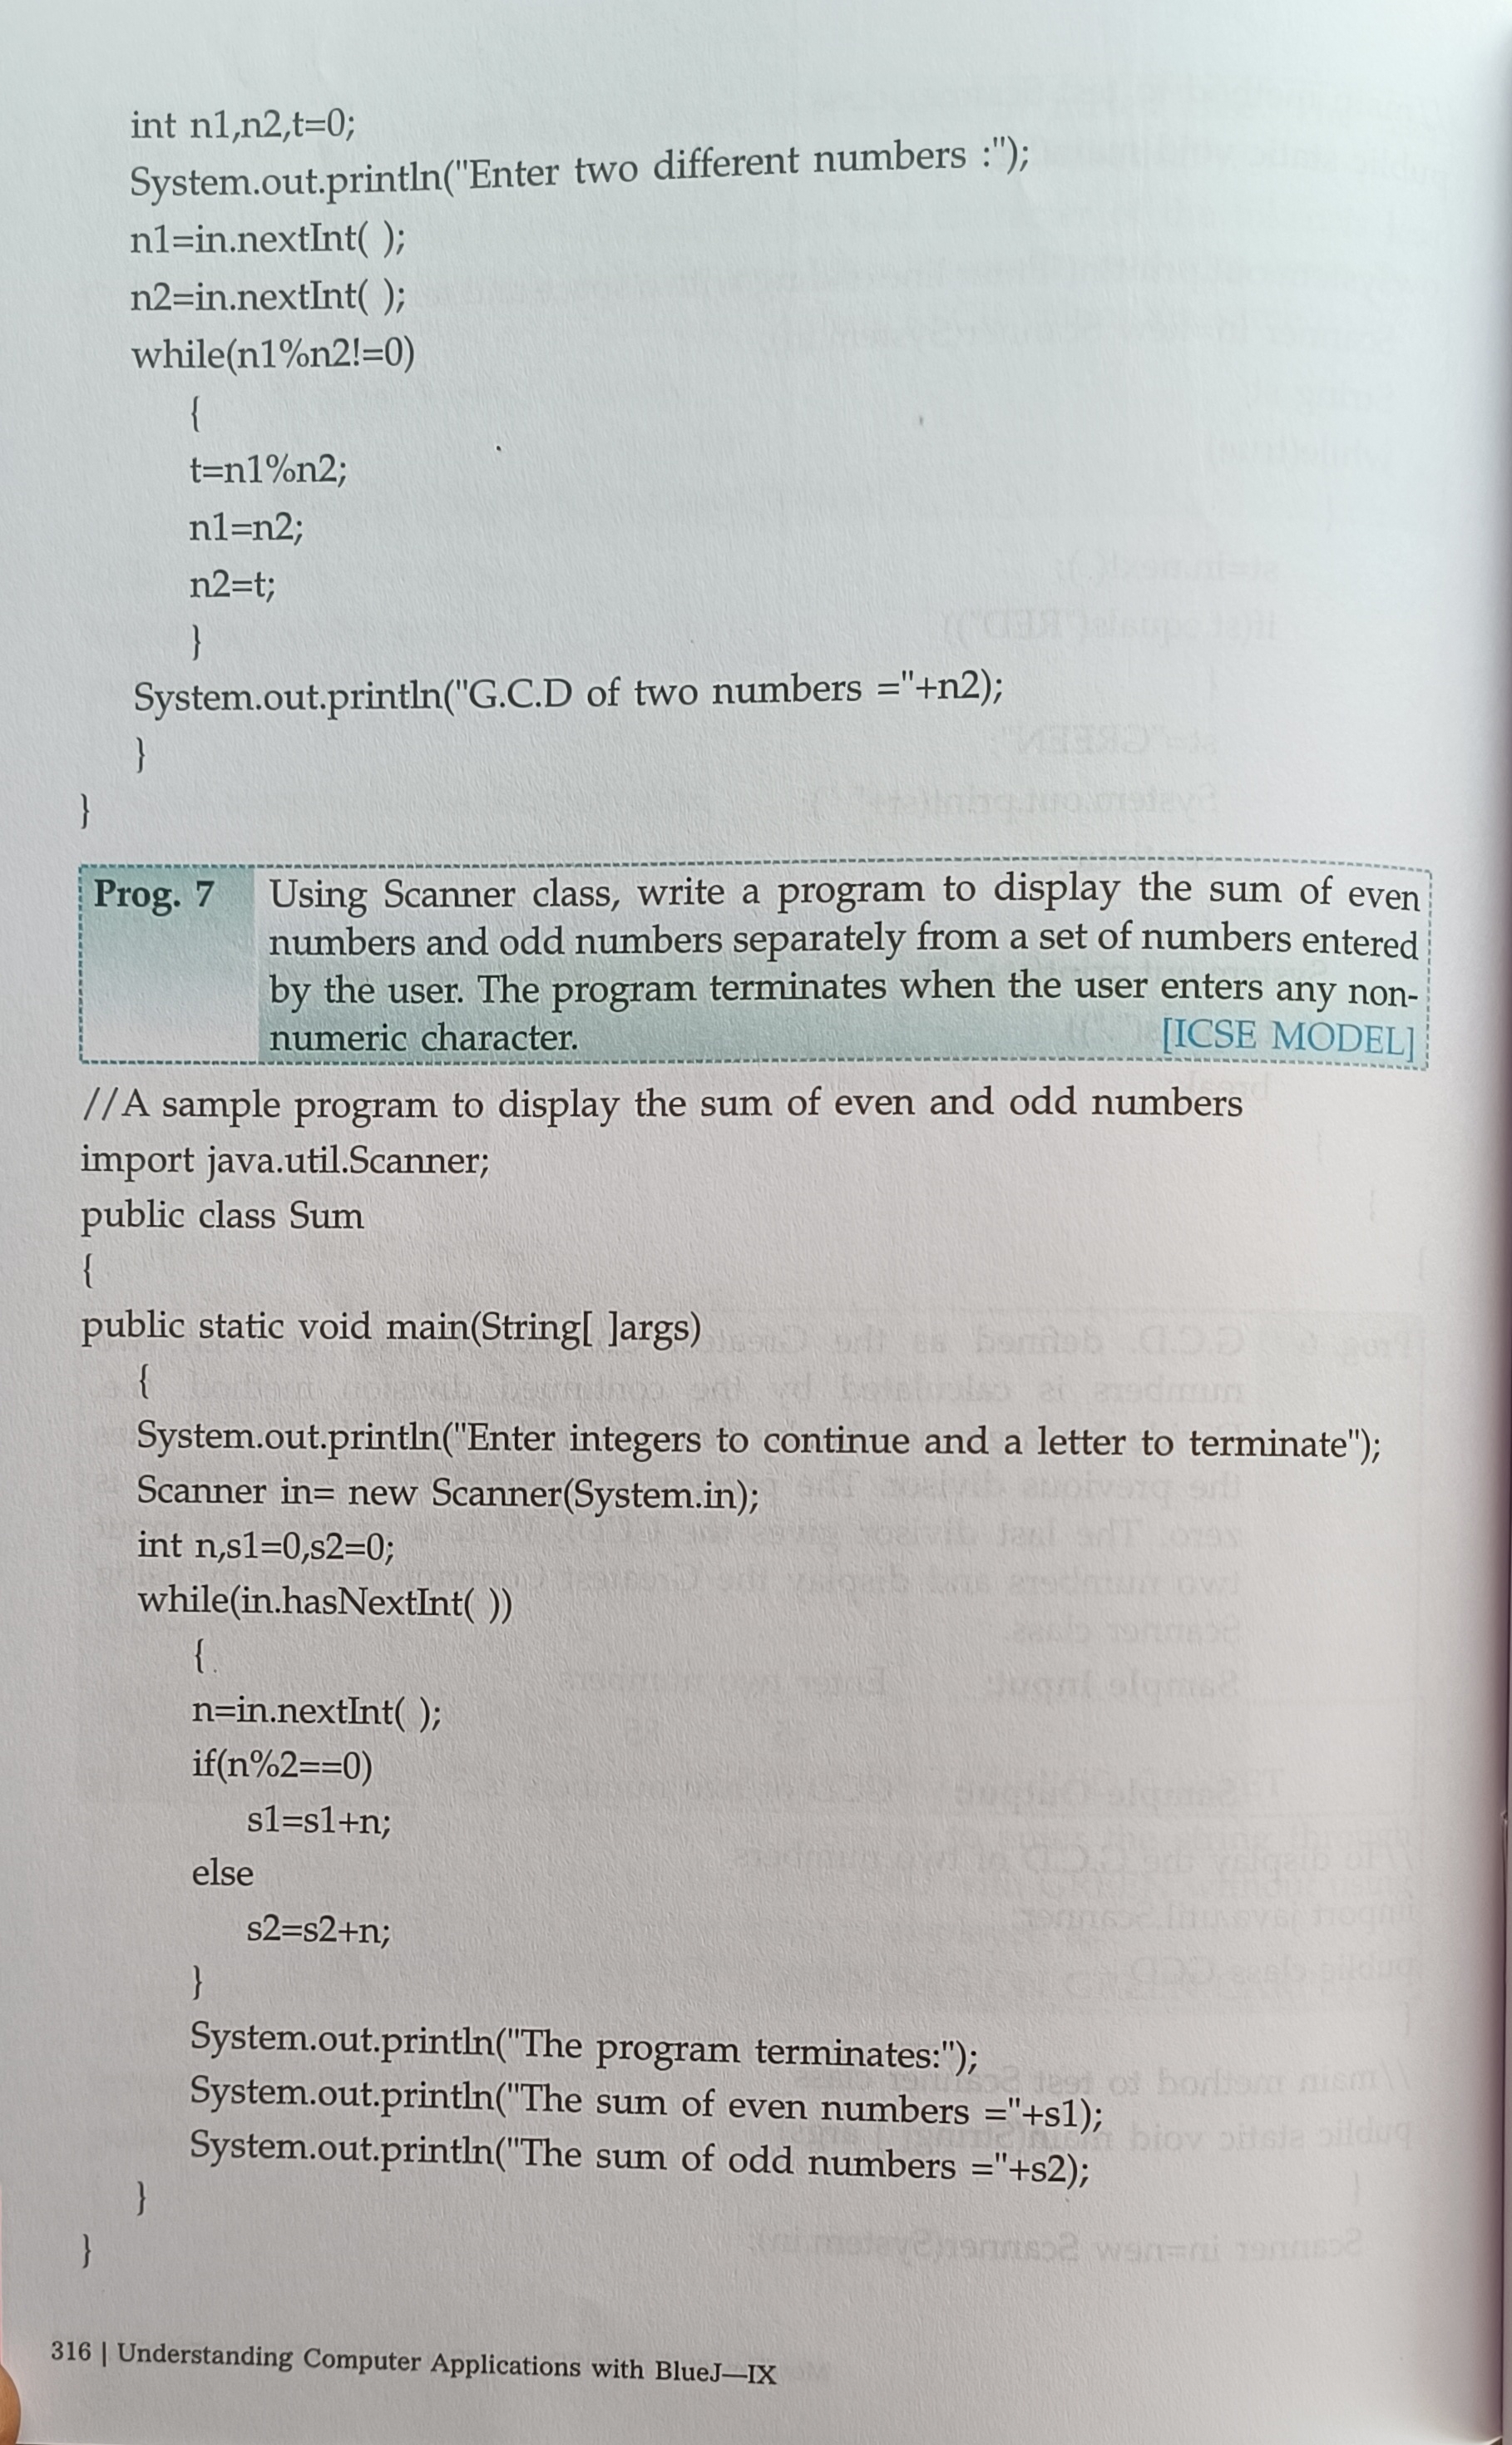 int n1,n2,t=0;
System.out.println("Enter two different numbers :");
n1=in.nextInt( );
n2=in.nextInt( );
while(n1%n2!=0)
{
t=n1%n2;
n1=n2;
n2=t;
}
System.out.println("G.C.D of two numbers ="+n2);
}
}
Prog. 7 Using Scanner class, write a program to display the sum of even
numbers and odd numbers separately from a set of numbers entered
by the user. The program terminates when the user enters any non-
numeric character. [ICSE MODEL]
//A sample program to display the sum of even and odd numbers
import java.util.Scanner;
public class Sum
{
public static void main(String[ ]args)
{
System.out.println("Enter integers to continue and a letter to terminate");
Scanner in= new Scanner(System.in);
int n,s1=0,s2=0;
while(in.hasNextInt( ))
{
n=in.nextInt( );
if(n%2==0)
s1=s1+n;
else
s2=s2+n;
}
System.out.println("The program terminates:");
System.out.println("The sum of even numbers ="+s1);
System.out.println("The sum of odd numbers ="+s2);
}
}
316 | Understanding Computer Applications with BlueJ—IX